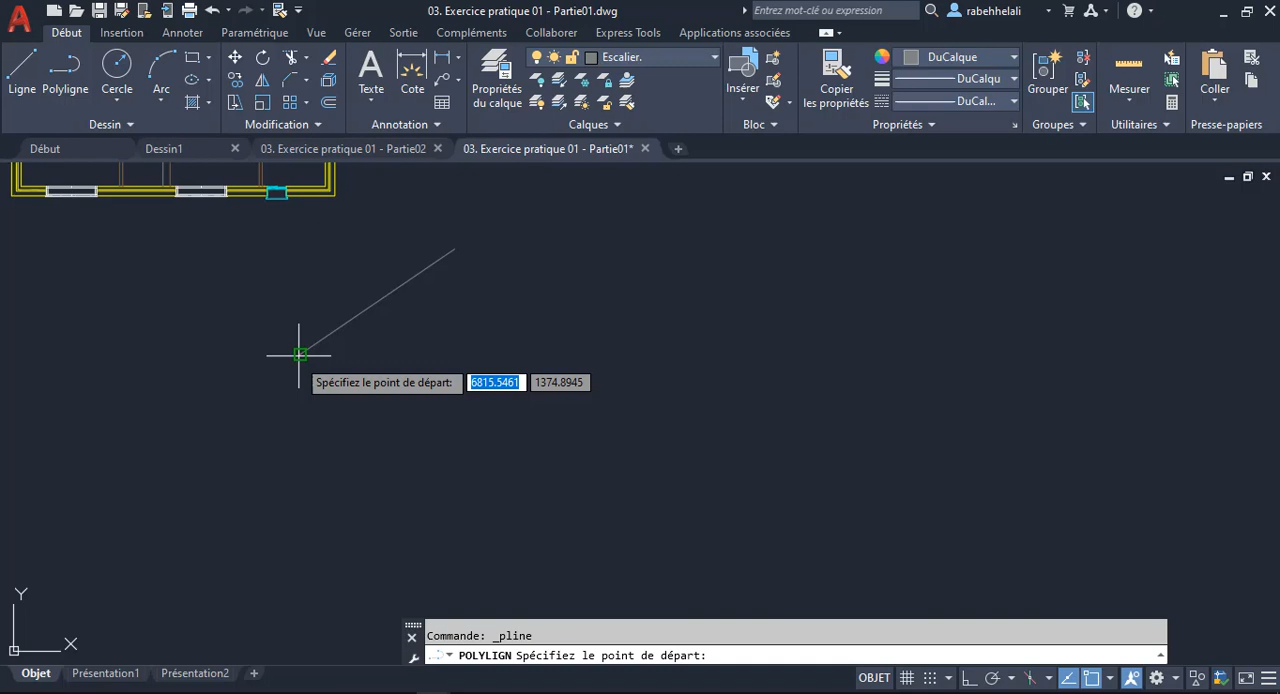 03. Exercice pratique 01 - Partie01.dwg
Entrez mot-clé ou expression
rabehhelali
Début Insertion Annoter Paramétrique Vue Gérer Sortie Compléments Collaborer Express Tools Applications associées
Ligne Polyligne Cercle Arc
Texte Cote
Propriétés du calque
Escalier.
Insérer
Copier les propriétés
DuCalque
DuCalqu
DuCal...
Grouper
Mesurer
Coller
Dessin Modification Annotation Calques Bloc Propriétés Groupes Utilitaires Presse-papiers
Début Dessin1 03. Exercice pratique 01 - Partie02 03. Exercice pratique 01 - Partie01*
Spécifiez le point de départ: 6815.5461 1374.8945
Y
X
Commande: _pline
POLYLIGN Spécifiez le point de départ:
Objet Présentation1 Présentation2
OBJET